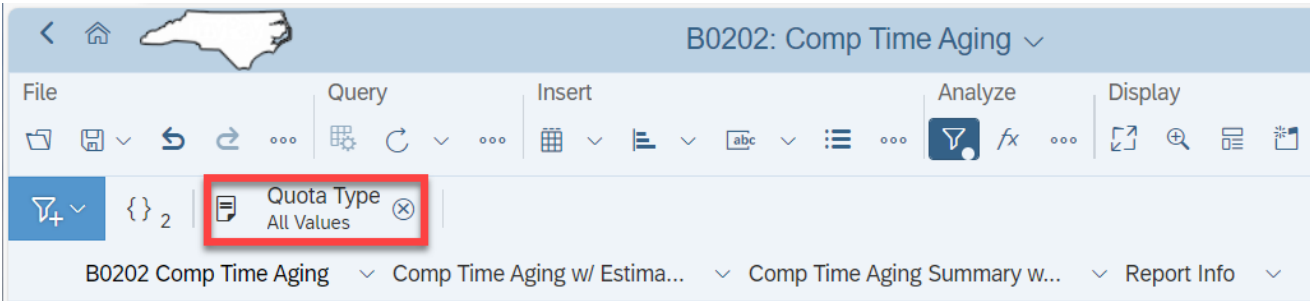 B0202: Comp Time Aging
File Query Insert Analyze Display
abc fx
{} 2 Quota Type
All Values
B0202 Comp Time Aging Comp Time Aging w/ Estima... Comp Time Aging Summary w... Report Info